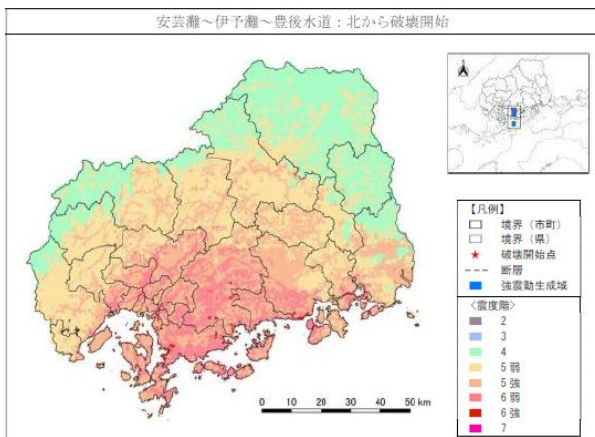 安芸灘～伊予灘～豊後水道：北から破壊開始
【凡例】
境界（市町）
境界（県）
破壊開始点
断層
強震動生成域
<震度階>
2
3
4
5 弱
5 強
6 弱
6 強
7
0 10 20 30 40 50 km